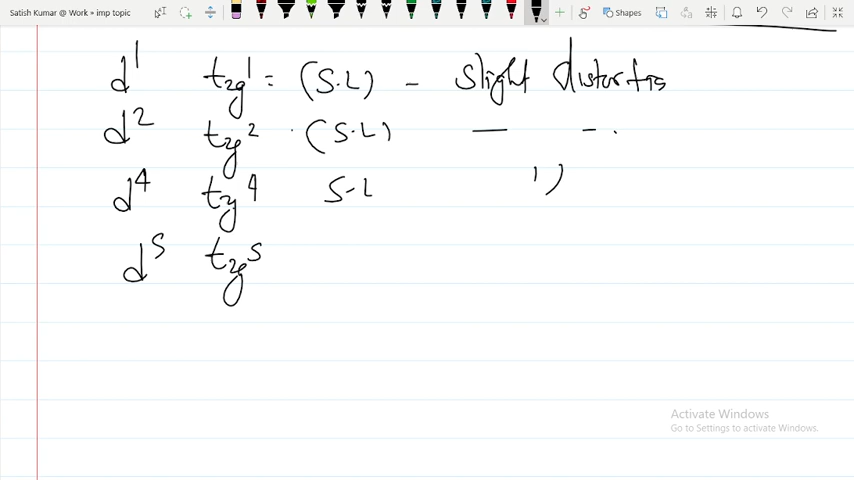 Satish Kumar @ Work » imp topic
Shapes
d¹ t₂g¹ = (S.L) - slight distortion
d² t₂g² . (S.L) — - .
d⁴ t₂g⁴ S-L 1)
d⁵ t₂g⁵
Activate Windows
Go to Settings to activate Windows.